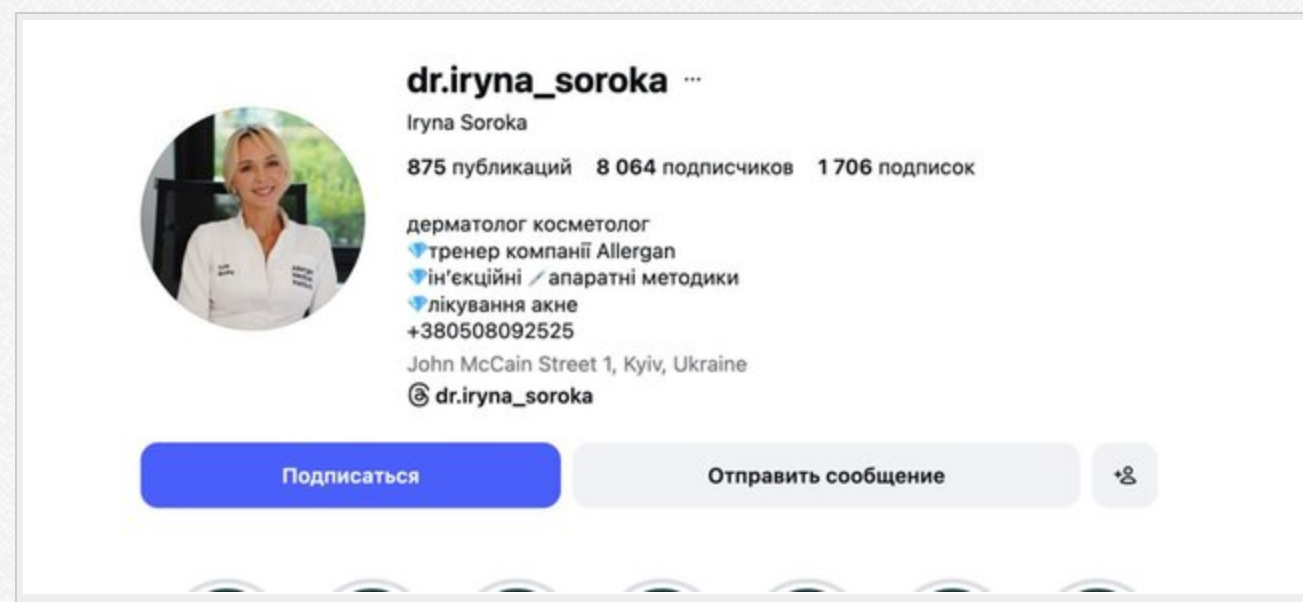 dr.iryna_soroka ...
Iryna Soroka
875 публикаций 8 064 подписчиков 1 706 подписок
дерматолог косметолог
💎тренер компанії Allergan
💎ін’єкційні 💉апаратні методики
💎лікування акне
+380508092525
John McCain Street 1, Kyiv, Ukraine
dr.iryna_soroka
Подписаться
Отправить сообщение